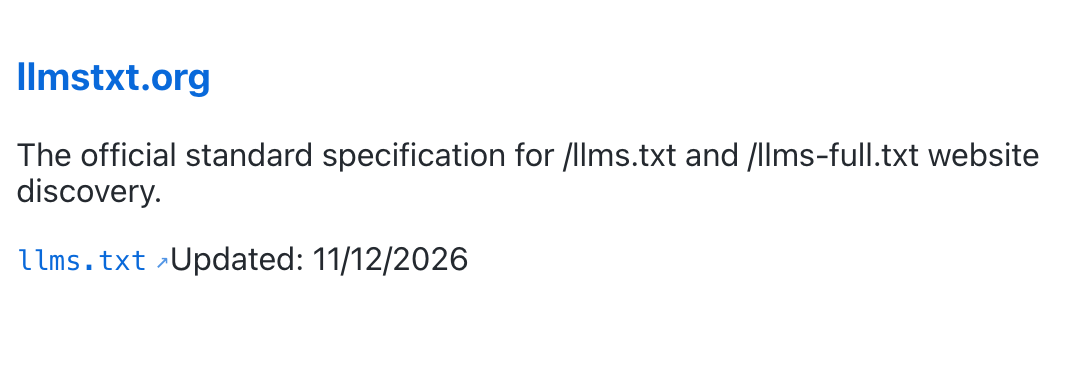 llmstxt.org
The official standard specification for /llms.txt and /llms-full.txt website
discovery.
llms.txt ↗Updated: 11/12/2026